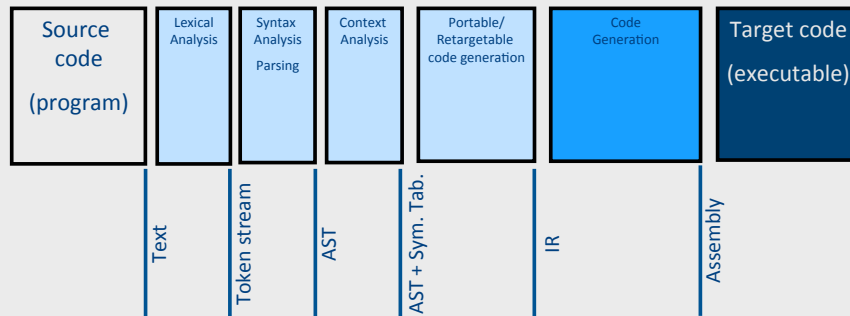 Source
code
(program)
Lexical
Analysis
Syntax
Analysis
Parsing
Context
Analysis
Portable/
Retargetable
code generation
Code
Generation
Target code
(executable)
Text
Token stream
AST
AST + Sym. Tab.
IR
Assembly